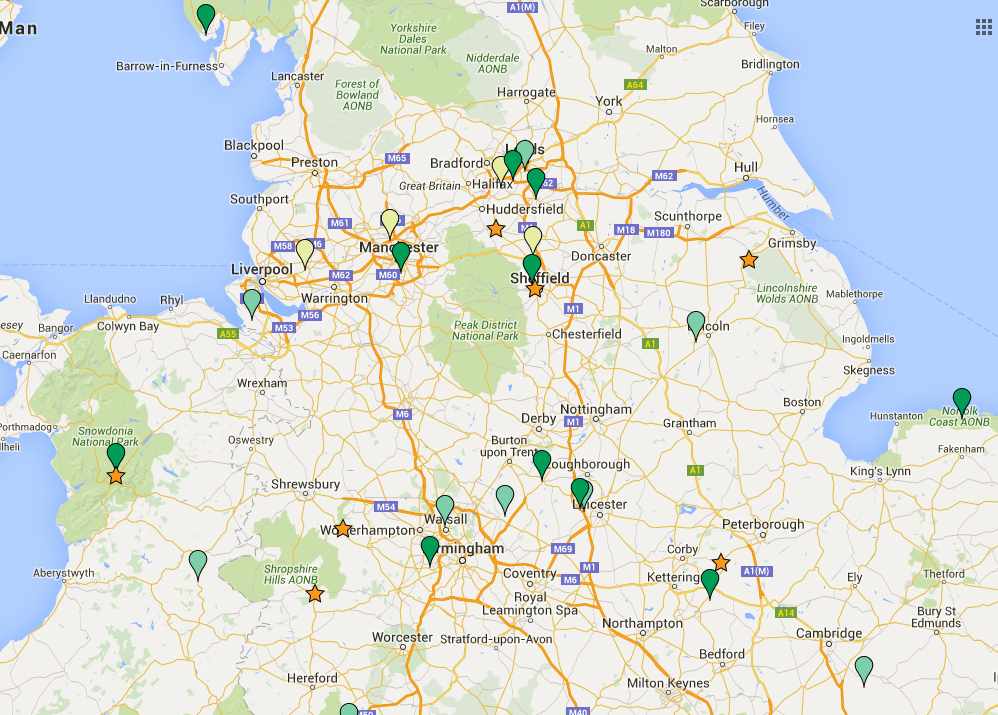 Man
A1(M)
Scarborough
Filey
Yorkshire
Dales
National Park
Malton
Nidderdale
AONB
Bridlington
Barrow-in-Furness
Lancaster
Forest of
Bowland
AONB
Harrogate
A64
York
Hornsea
Blackpool
Preston
M65
Bradford
Great Britain
Halifax
M62
Hull
Southport
Huddersfield
Humber
M61
A1
M18
M180
Scunthorpe
Grimsby
M58
Doncaster
Liverpool
M62
M60
Warrington
Lincolnshire
Wolds AONB
Mablethorpe
Llandudno
Rhyl
Colwyn Bay
Bangor
A55
M53
M56
M1
Peak District
National Park
Chesterfield
A1
Ingoldmells
Skegness
Caernarfon
Wrexham
M6
Derby
Nottingham
M1
Boston
Grantham
Hunstanton
Norfolk
Coast AONB
Porthmadog
Snowdonia
National Park
Oswestry
Burton
upon Trent
Loughborough
A1
King's Lynn
Fakenham
Shrewsbury
M54
Walsall
Leicester
Peterborough
M69
M1
M6
Corby
A1(M)
Kettering
Aberystwyth
Shropshire
Hills AONB
Coventry
Royal
Leamington Spa
Ely
Thetford
A14
Bury St
Edmunds
Northampton
Cambridge
Worcester
Stratford-upon-Avon
Bedford
Hereford
Milton Keynes
M40